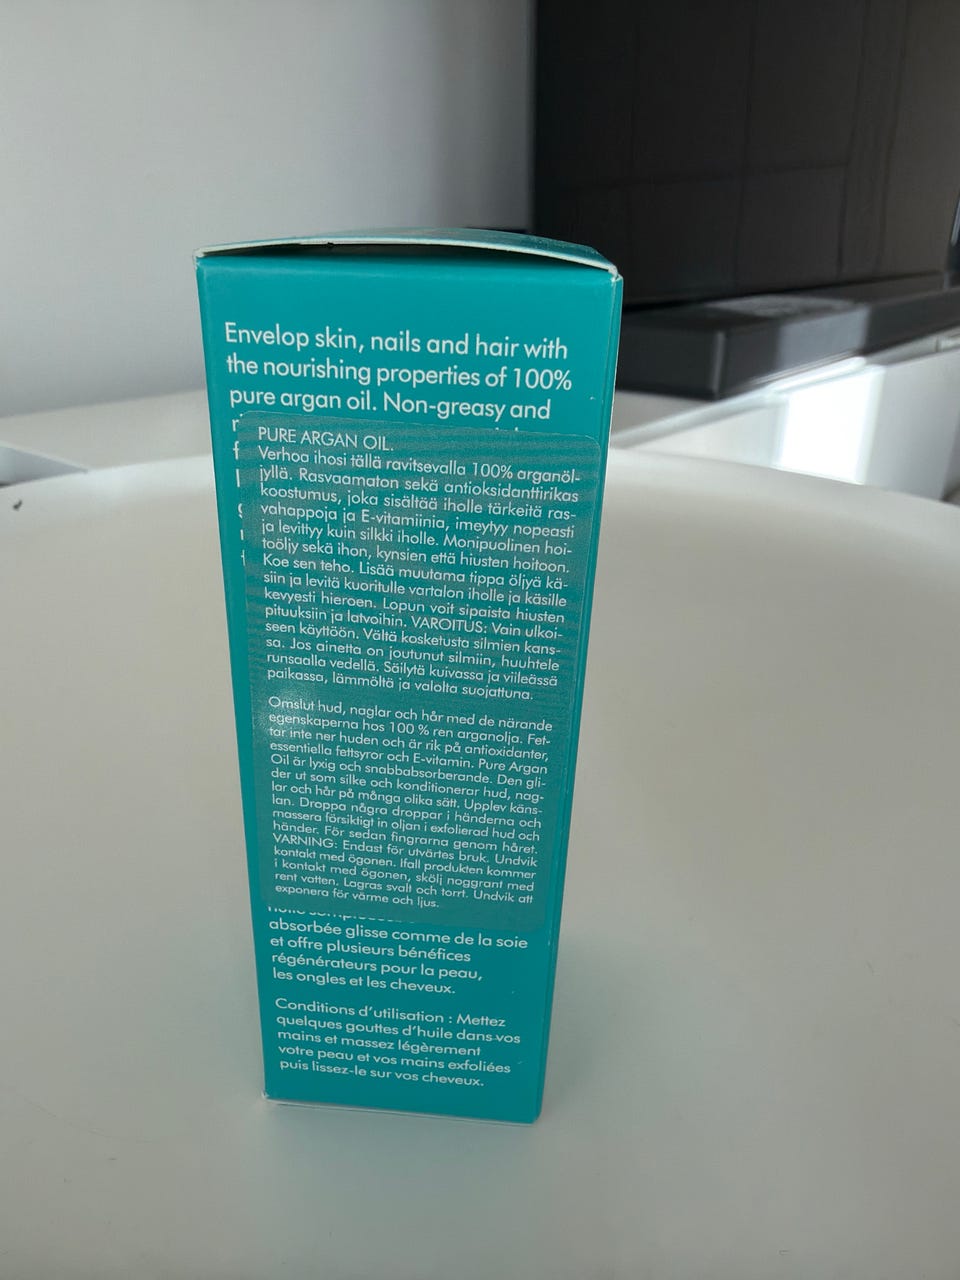 Envelop skin, nails and hair with
the nourishing properties of 100%
pure argan oil. Non-greasy and
PURE ARGAN OIL.
Verhoa ihosi tällä ravitsevalla 100% arganöl-
jyllä. Rasvaamaton sekä antioksidanttirikas
koostumus, joka sisältää iholle tärkeitä ras-
vahappoja ja E-vitamiinia, imeytyy nopeasti
ja levittyy kuin silkki iholle. Monipuolinen hoi-
toöljy sekä ihon, kynsien että hiusten hoitoon.
Koe sen teho. Lisää muutama tippa öljyä kä-
siin ja levitä kuoritulle vartalon iholle ja käsille
kevyesti hieroen. Lopun voit sipaista hiusten
pituuksiin ja latvoihin. VAROITUS: Vain ulkoi-
seen käyttöön. Vältä kosketusta silmien kans-
sa. Jos ainetta on joutunut silmiin, huuhtele
runsaalla vedellä. Säilytä kuivassa ja viileässä
paikassa, lämmöltä ja valolta suojattuna.
Omslut hud, naglar och hår med de närande
egenskaperna hos 100 % ren arganolja. Fet-
tar inte ner huden och är rik på antioxidanter,
essentiella fettsyror och E-vitamin. Pure Argan
Oil är lyxig och snabbabsorberande. Den gli-
der ut som silke och konditionerar hud, nag-
lar och hår på många olika sätt. Upplev käns-
lan. Droppa några droppar i händerna och
massera försiktigt in oljan i exfolierad hud och
händer. För sedan fingrarna genom håret.
VARNING: Endast för utvärtes bruk. Undvik
kontakt med ögonen. Ifall produkten kommer
i kontakt med ögonen, skölj noggrant med
rent vatten. Lagras svalt och torrt. Undvik att
exponera för värme och ljus.
absorbée glisse comme de la soie
et offre plusieurs bénéfices
régénérateurs pour la peau,
les ongles et les cheveux.
Conditions d'utilisation : Mettez
quelques gouttes d'huile dans vos
mains et massez légèrement
votre peau et vos mains exfoliées
puis lissez-le sur vos cheveux.